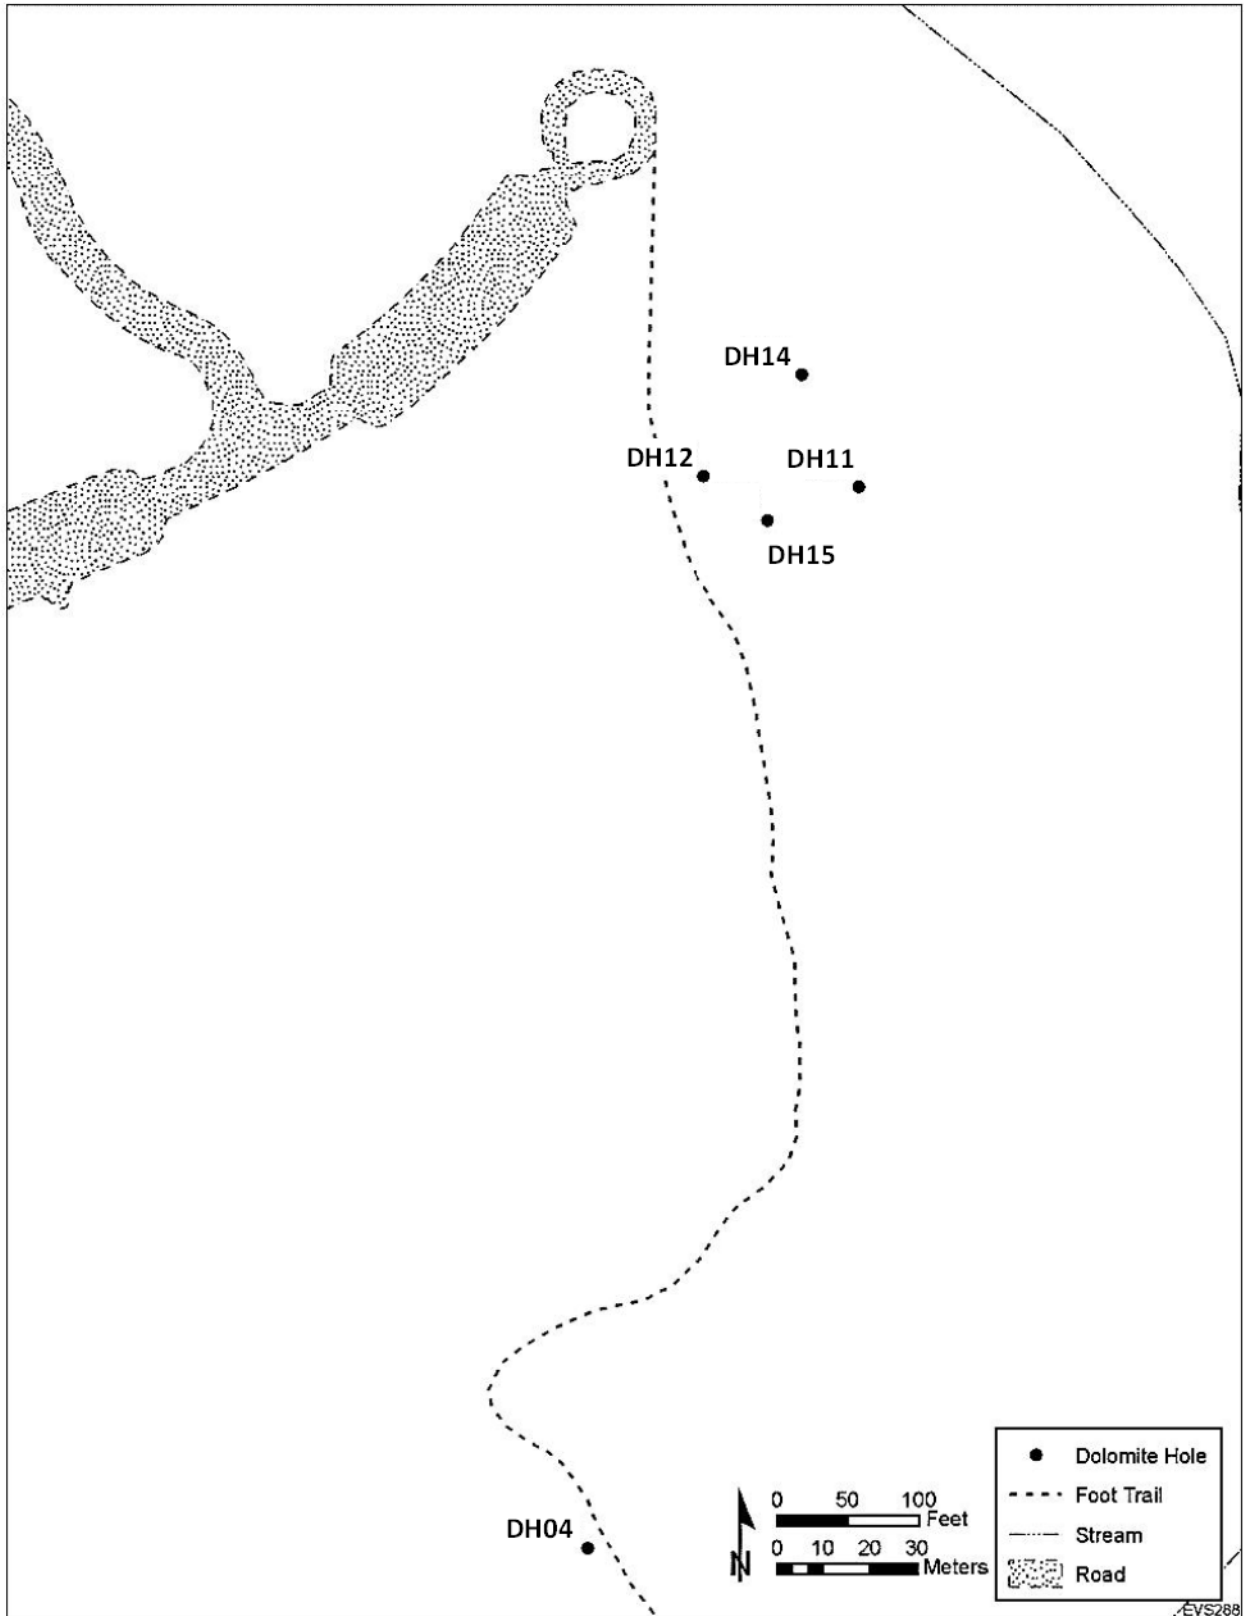 DH14
DH12
DH11
DH15
DH04
0 50 100
Feet
0 10 20 30
Meters
N
Dolomite Hole
Foot Trail
Stream
Road
EVS288